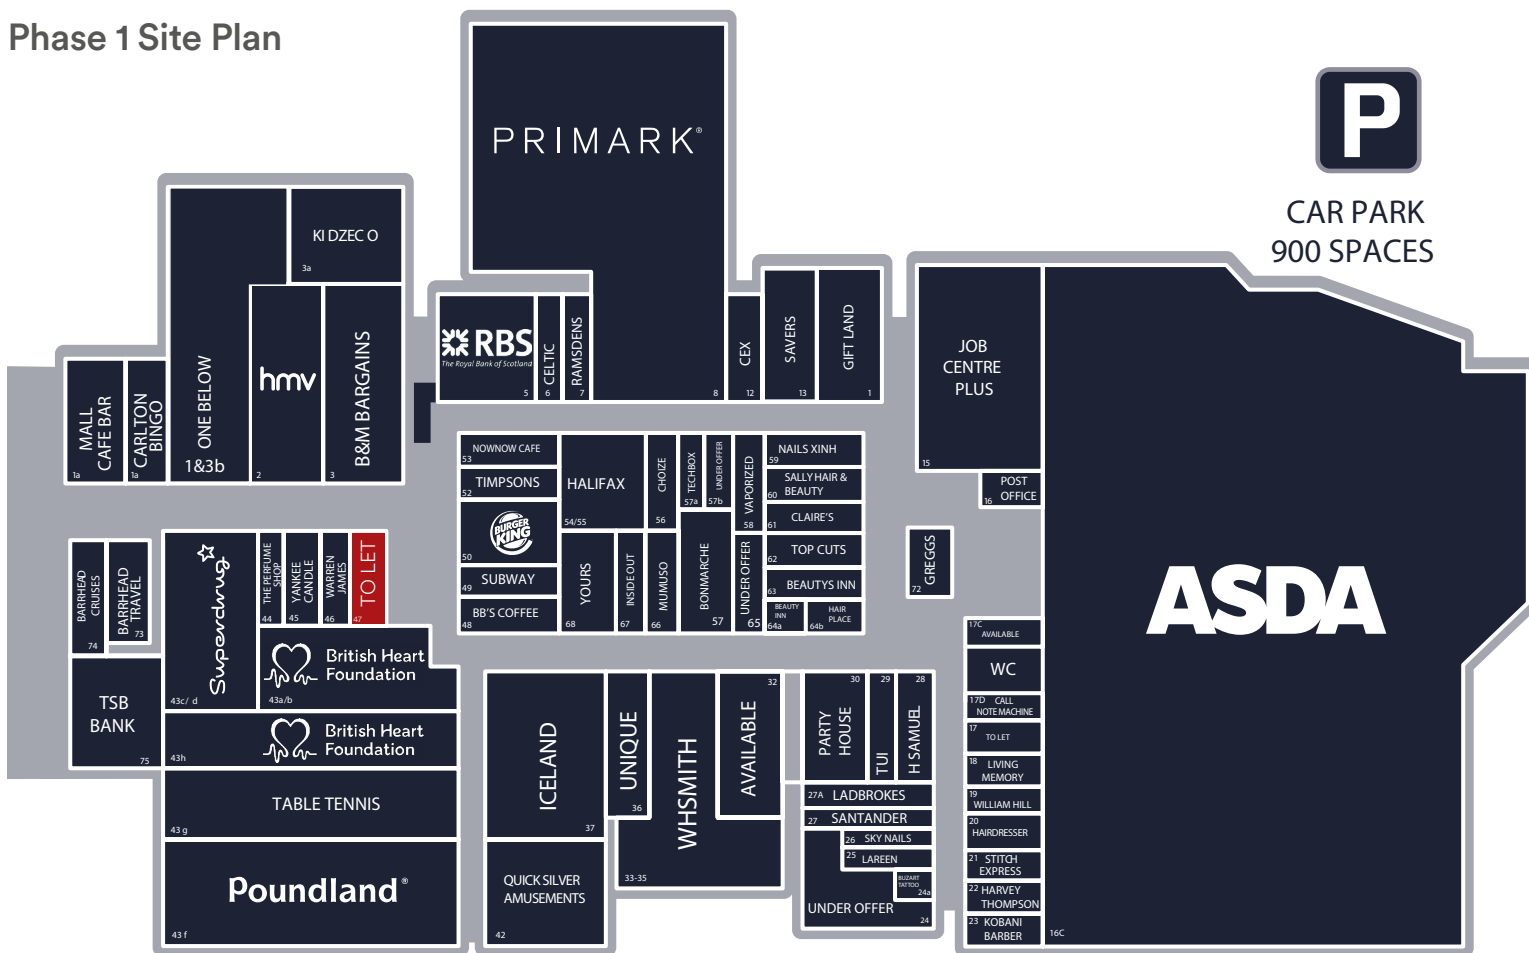 Phase 1 Site Plan
P
CAR PARK
900 SPACES
PRIMARK®
8
KI DZEC O
3a
ONE BELOW
1&3b
hmv
2
B&M BARGAINS
3
MALL
CAFE BAR
1a
CARLTON
BINGO
1a
RBS
The Royal Bank of Scotland
5
CELTIC
6
RAMSDENS
7
CEX
12
SAVERS
13
GIFT LAND
1
JOB
CENTRE
PLUS
15
POST
OFFICE
16
NOWNOW CAFE
53
TIMPSONS
52
BURGER
KING
50
SUBWAY
49
BB'S COFFEE
48
HALIFAX
54/55
CHOIZE
56
TECHBOX
57a
UNDER OFFER
57b
VAPORIZED
58
NAILS XINH
59
SALLY HAIR &
BEAUTY
60
CLAIRE'S
61
TOP CUTS
62
BEAUTYS INN
63
BEAUTY
INN
64a
HAIR
PLACE
64b
YOURS
68
INSIDE OUT
67
MUMUSO
66
BONMARCHE
57
UNDER OFFER
65
GREGGS
72
BARRHEAD
CRUISES
74
BARRHEAD
TRAVEL
73
TSB
BANK
75
Superdrug
43c/ d
THE PERFUME
SHOP
44
YANKEE
CANDLE
45
WARREN
JAMES
46
TO LET
47
British Heart
Foundation
43a/b
British Heart
Foundation
43h
TABLE TENNIS
43 g
Poundland®
43 f
ICELAND
37
UNIQUE
36
WHSMITH
33-35
AVAILABLE
32
QUICK SILVER
AMUSEMENTS
42
PARTY
HOUSE
30
TUI
29
H SAMUEL
28
27A LADBROKES
27 SANTANDER
26 SKY NAILS
25 LAREEN
BUZART
TATTOO
24a
UNDER OFFER
24
17C
AVAILABLE
WC
17D CALL
NOTE MACHINE
17
TO LET
18 LIVING
MEMORY
19
WILLIAM HILL
20
HAIRDRESSER
21 STITCH
EXPRESS
22 HARVEY
THOMPSON
23 KOBANI
BARBER
ASDA
16C